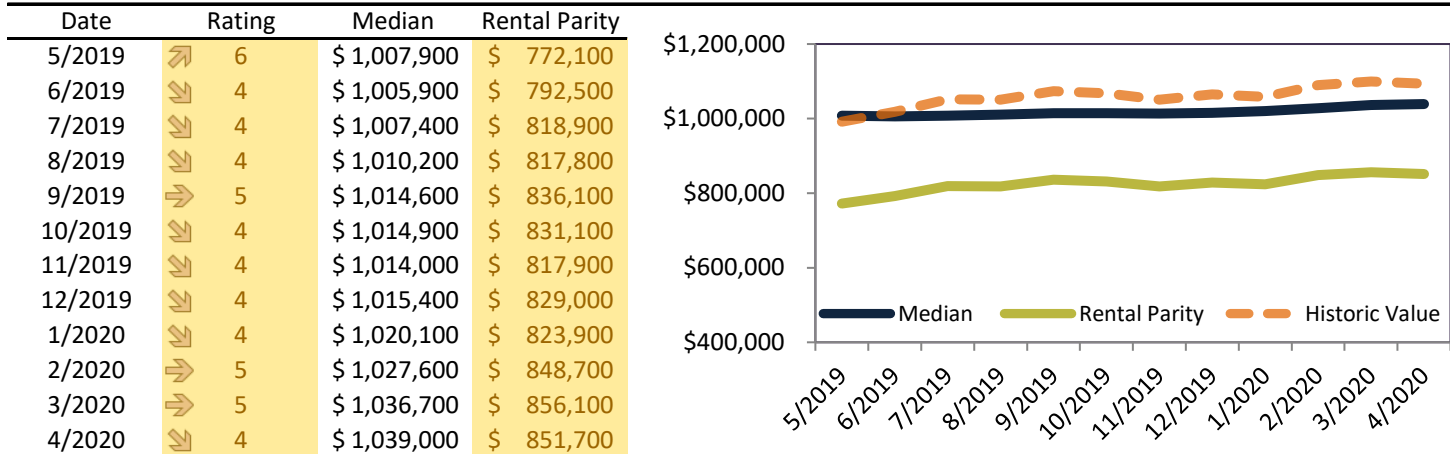 Date Rating Median Rental Parity
5/2019 6 $ 1,007,900 $ 772,100
6/2019 4 $ 1,005,900 $ 792,500
7/2019 4 $ 1,007,400 $ 818,900
8/2019 4 $ 1,010,200 $ 817,800
9/2019 5 $ 1,014,600 $ 836,100
10/2019 4 $ 1,014,900 $ 831,100
11/2019 4 $ 1,014,000 $ 817,900
12/2019 4 $ 1,015,400 $ 829,000
1/2020 4 $ 1,020,100 $ 823,900
2/2020 5 $ 1,027,600 $ 848,700
3/2020 5 $ 1,036,700 $ 856,100
4/2020 4 $ 1,039,000 $ 851,700
$1,200,000
$1,000,000
$800,000
$600,000
$400,000
Median Rental Parity Historic Value
5/2019 6/2019 7/2019 8/2019 9/2019 10/2019 11/2019 12/2019 1/2020 2/2020 3/2020 4/2020